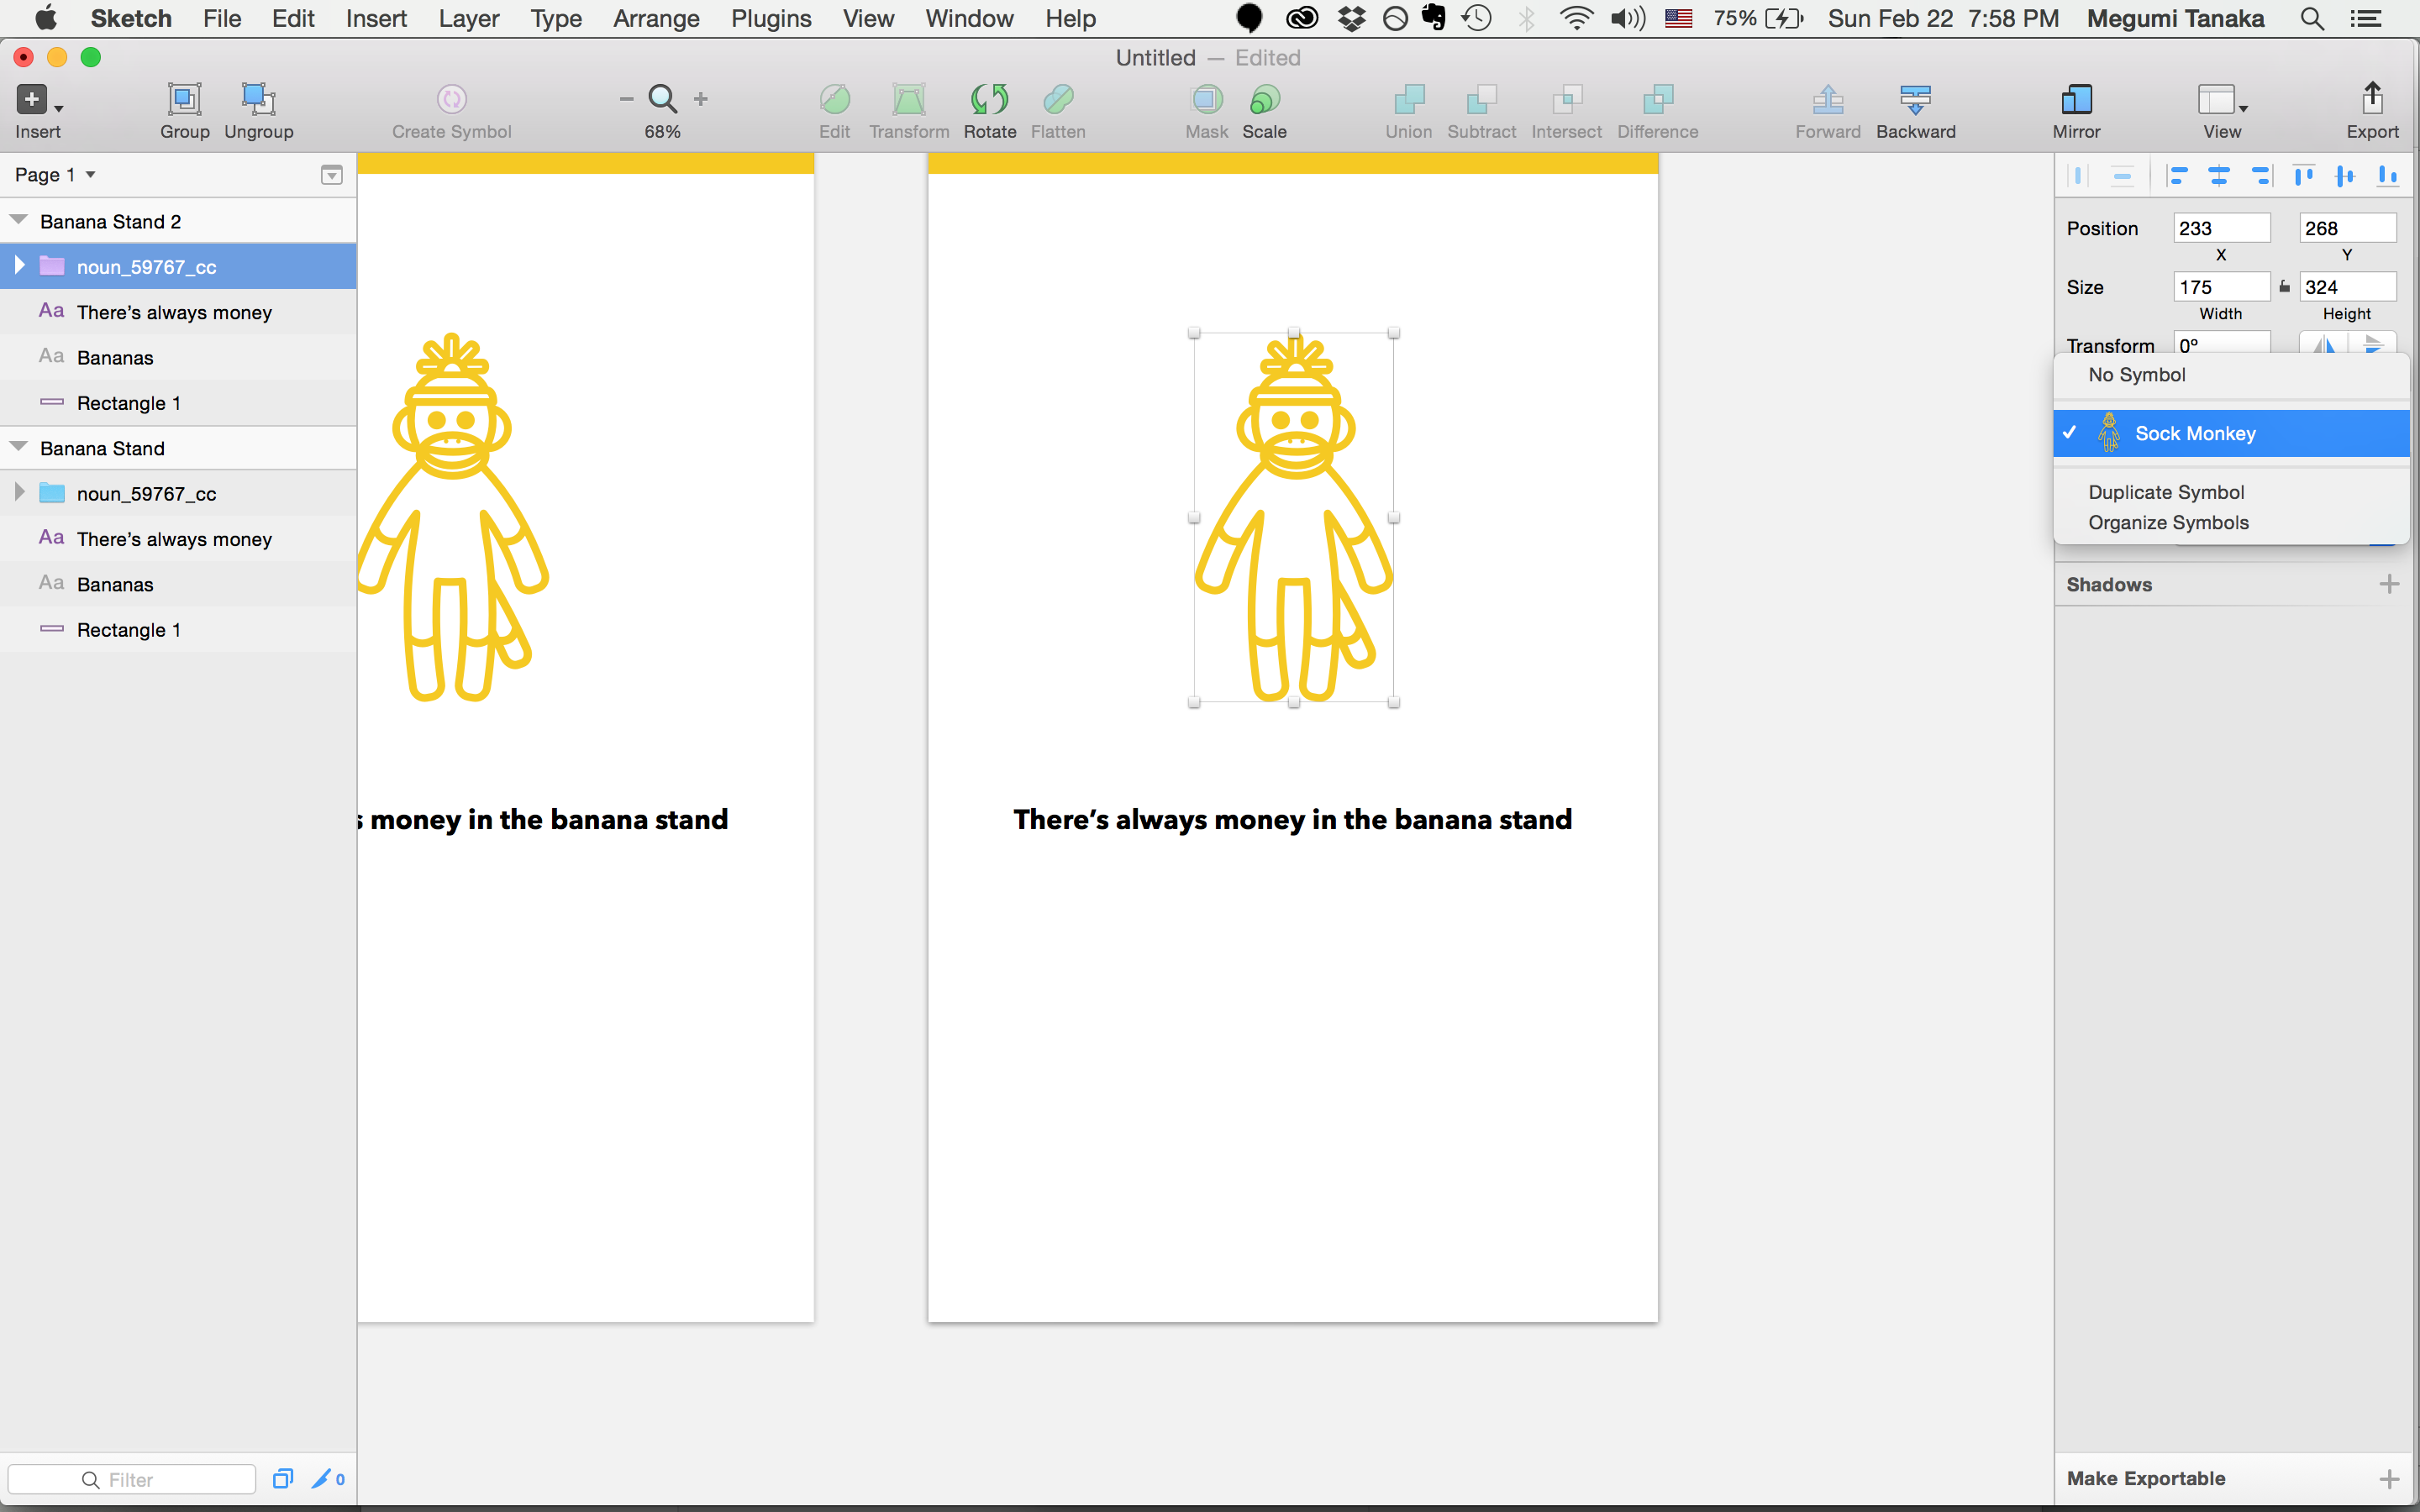 Sketch File Edit Insert Layer Type Arrange Plugins View Window Help 75% Sun Feb 22 7:58 PM Megumi Tanaka
Untitled — Edited
Insert Group Ungroup Create Symbol 68% Edit Transform Rotate Flatten Mask Scale Union Subtract Intersect Difference Forward Backward Mirror View Export
Page 1
Banana Stand 2
noun_59767_cc
Aa There's always money
Aa Bananas
Rectangle 1
Banana Stand
noun_59767_cc
Aa There's always money
Aa Bananas
Rectangle 1
Filter
0
s money in the banana stand
There's always money in the banana stand
Position 233 268
X Y
Size 175 324
Width Height
Transform 0º
No Symbol
Sock Monkey
Duplicate Symbol
Organize Symbols
Shadows
Make Exportable